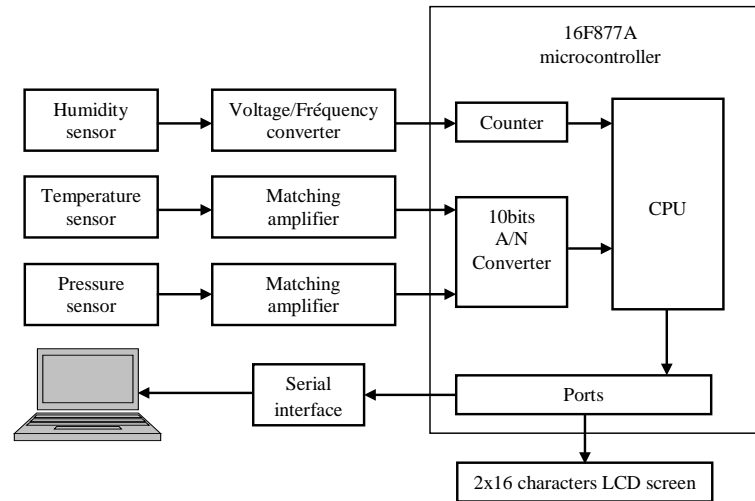 16F877A
microcontroller
Humidity
sensor
Voltage/Fréquency
converter
Counter
Temperature
sensor
Matching
amplifier
10bits
A/N
Converter
CPU
Pressure
sensor
Matching
amplifier
Serial
interface
Ports
2x16 characters LCD screen